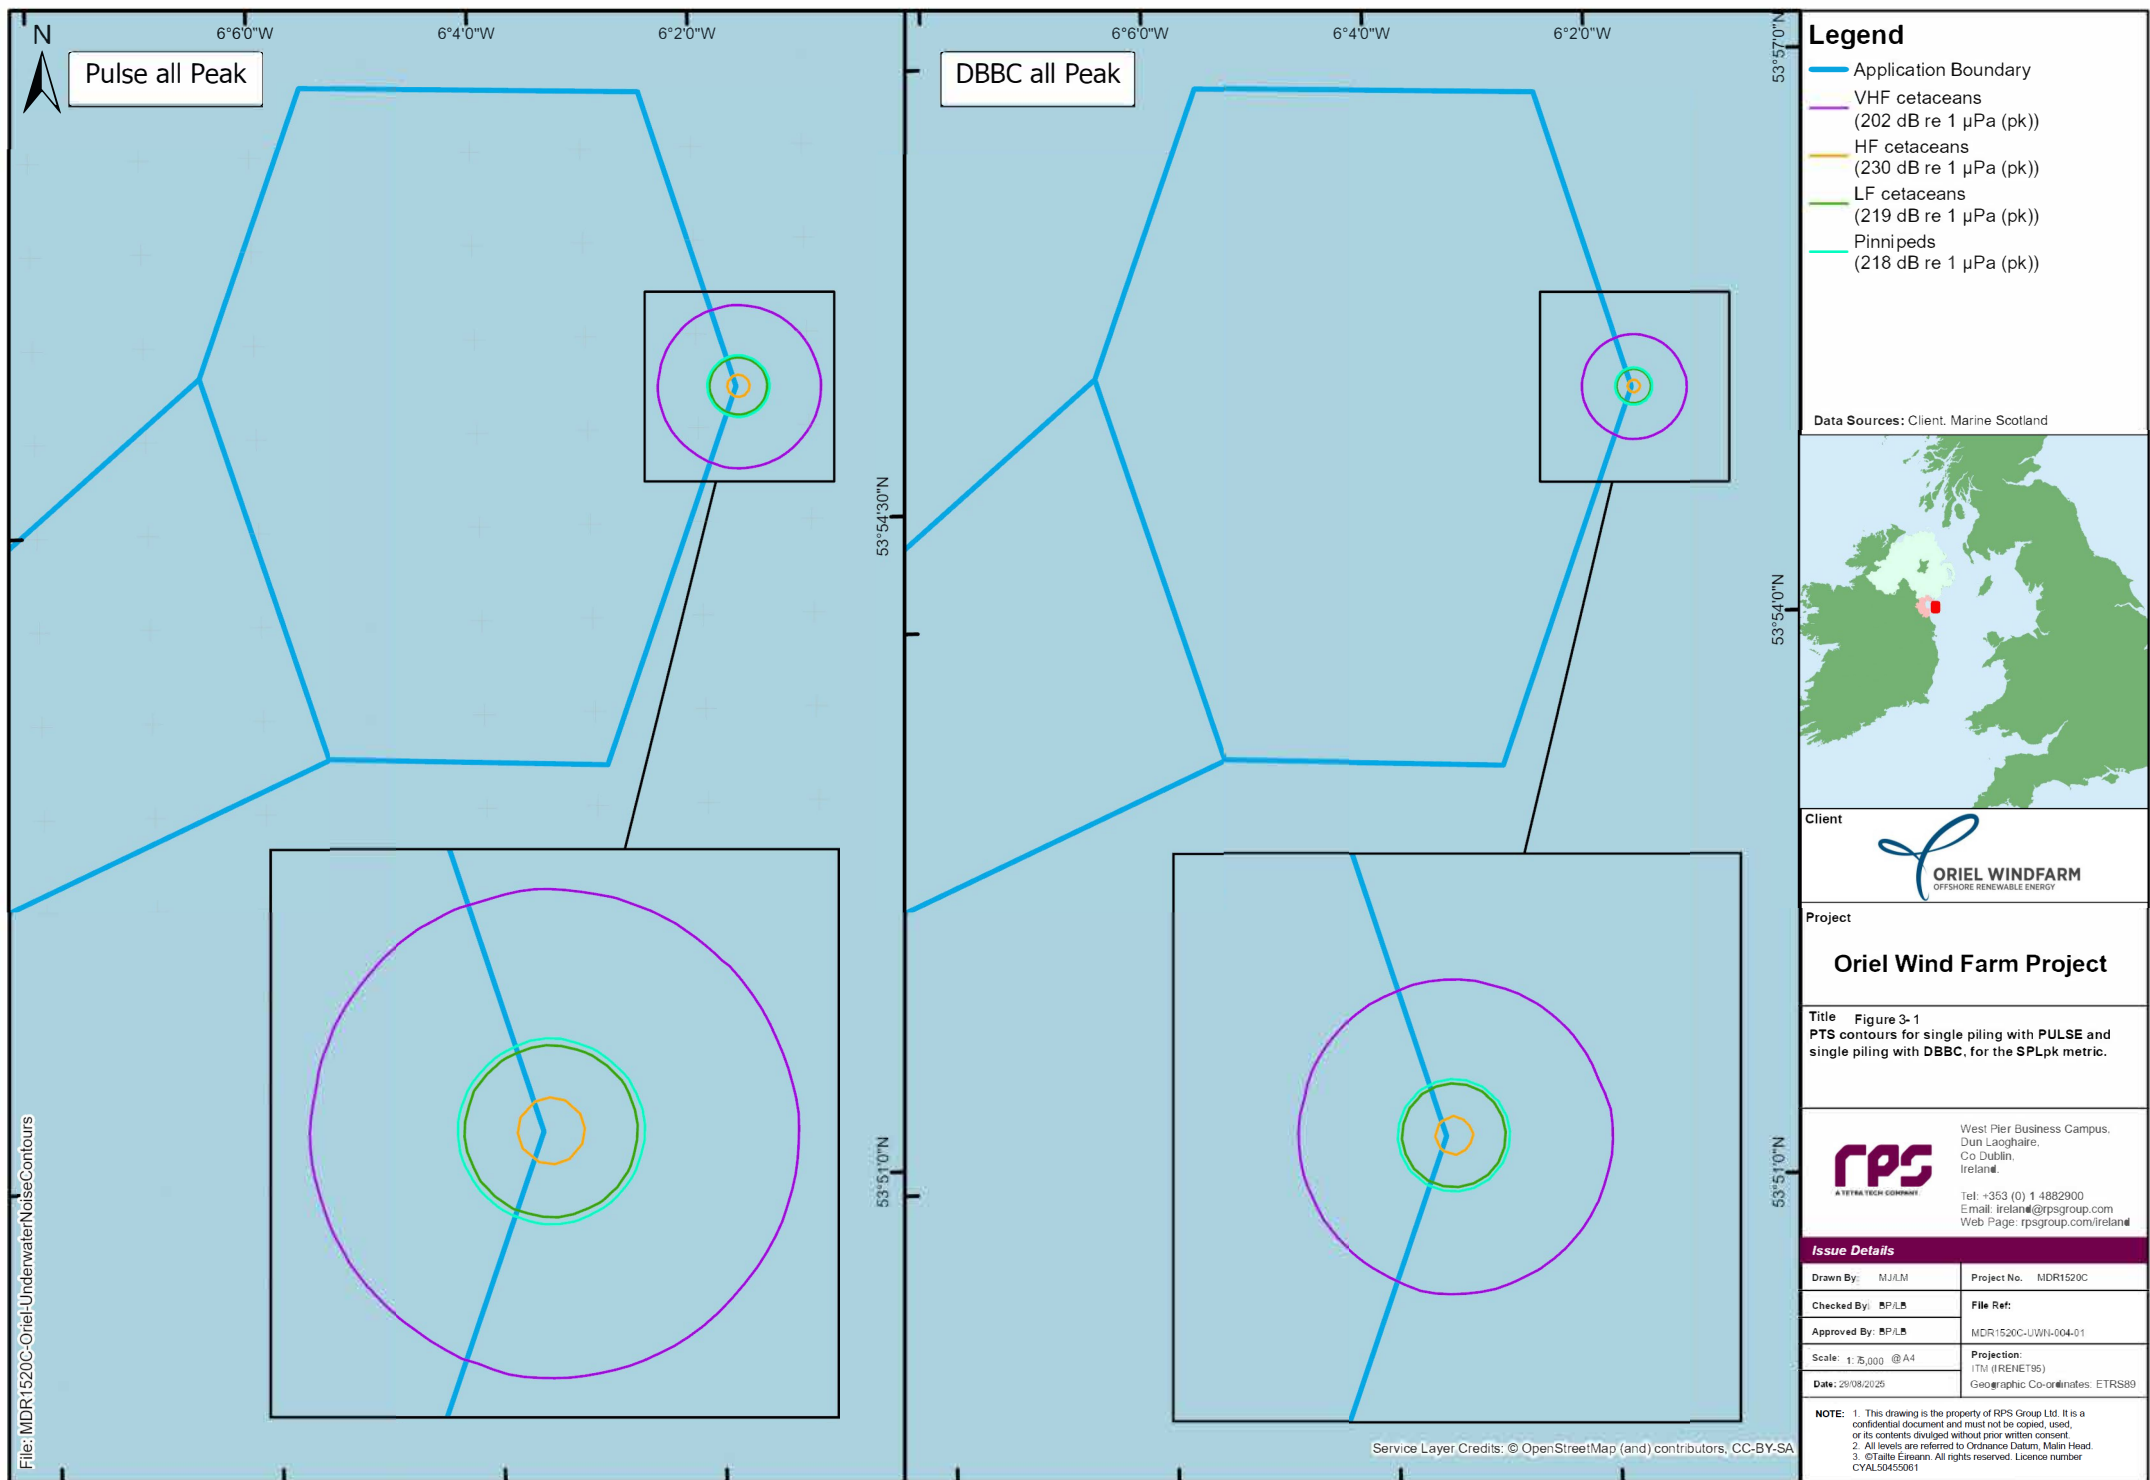 N
6°6'0"W
6°4'0"W
6°2'0"W
Pulse all Peak
53°54'30"N
53°51'0"N
File: MDR1520C-Oriel-UnderwaterNoiseContours
6°6'0"W
6°4'0"W
6°2'0"W
DBBC all Peak
53°57'0"N
53°54'0"N
53°51'0"N
Service Layer Credits: © OpenStreetMap (and) contributors, CC-BY-SA
Legend
Application Boundary
VHF cetaceans
(202 dB re 1 µPa (pk))
HF cetaceans
(230 dB re 1 µPa (pk))
LF cetaceans
(219 dB re 1 µPa (pk))
Pinnipeds
(218 dB re 1 µPa (pk))
Data Sources: Client. Marine Scotland
Client
ORIEL WINDFARM
OFFSHORE RENEWABLE ENERGY
Project
Oriel Wind Farm Project
Title Figure 3-1
PTS contours for single piling with PULSE and
single piling with DBBC, for the SPLpk metric.
rps
A TETRA TECH COMPANY
West Pier Business Campus,
Dun Laoghaire,
Co Dublin,
Ireland.
Tel: +353 (0) 1 4882900
Email: ireland@rpsgroup.com
Web Page: rpsgroup.com/ireland
Issue Details
Drawn By: MJ/LM
Project No. MDR1520C
Checked By: BP/LB
File Ref:
Approved By: BP/LB
MDR1520C-UWN-004-01
Scale: 1:75,000 @A4
Projection:
ITM (IRENET95)
Date: 29/08/2025
Geographic Co-ordinates: ETRS89
NOTE: 1. This drawing is the property of RPS Group Ltd. It is a
confidential document and must not be copied, used,
or its contents divulged without prior written consent.
2. All levels are referred to Ordnance Datum, Malin Head.
3. ©Tailte Éireann. All rights reserved. Licence number
CYAL50455061